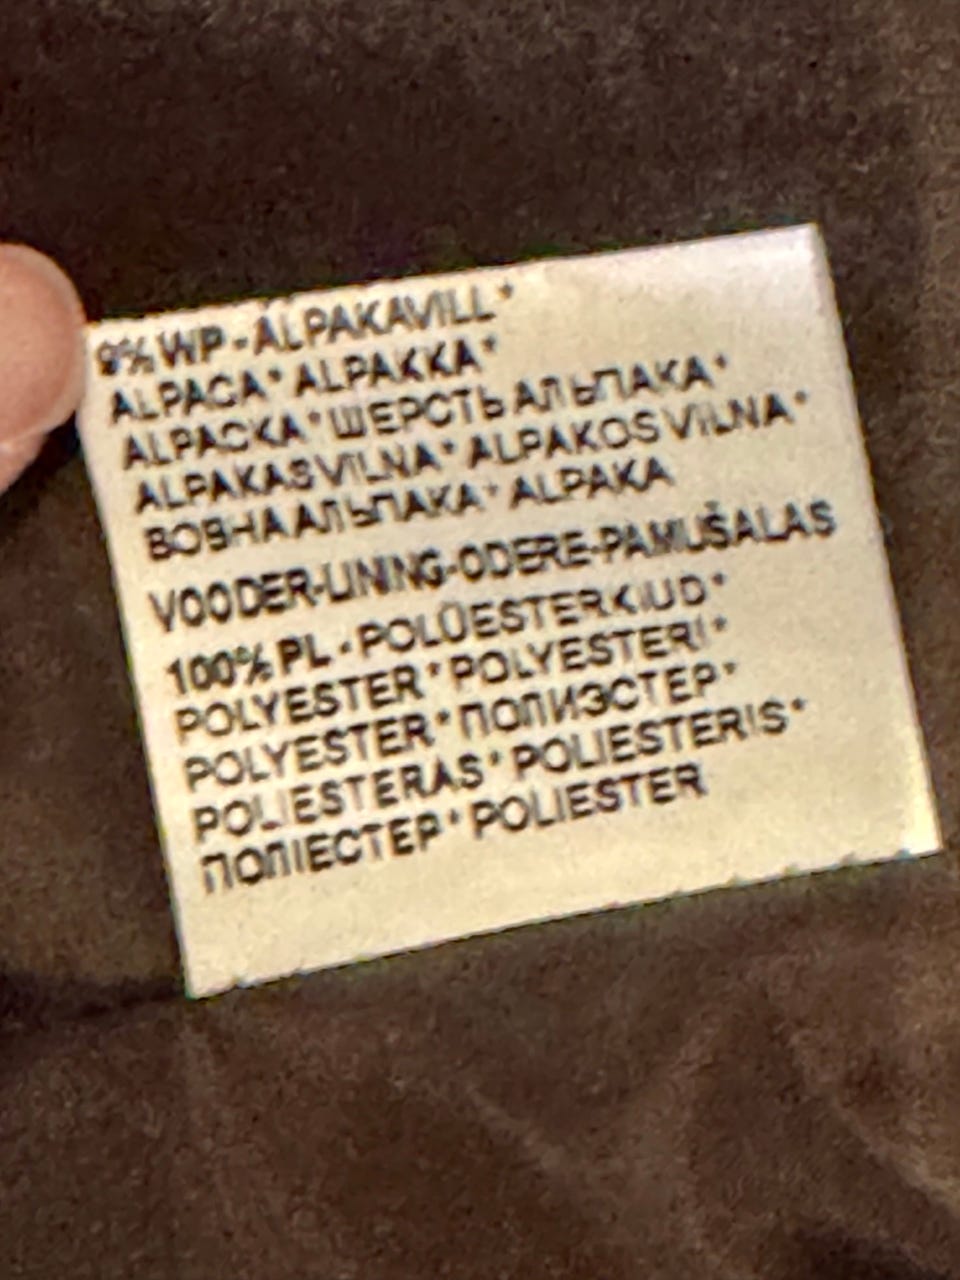 9% WP - ALPAKAVILL*
ALPACA* ALPAKKA*
ALPACKA* ШЕРСТЬ АЛЬПАКА*
ALPAKAS VILNA* ALPAKOS VILNA*
ВОВНА АЛЬПАКА* ALPAKA
VOODER-LINING-ODERE-PAMUŠALAS
100% PL - POLÜESTERKIUD*
POLYESTER* POLYESTERI*
POLYESTER* ПОЛИЭСТЕР*
POLIESTERAS* POLIESTERIS*
ПОЛІЕСТЕР* POLIESTER